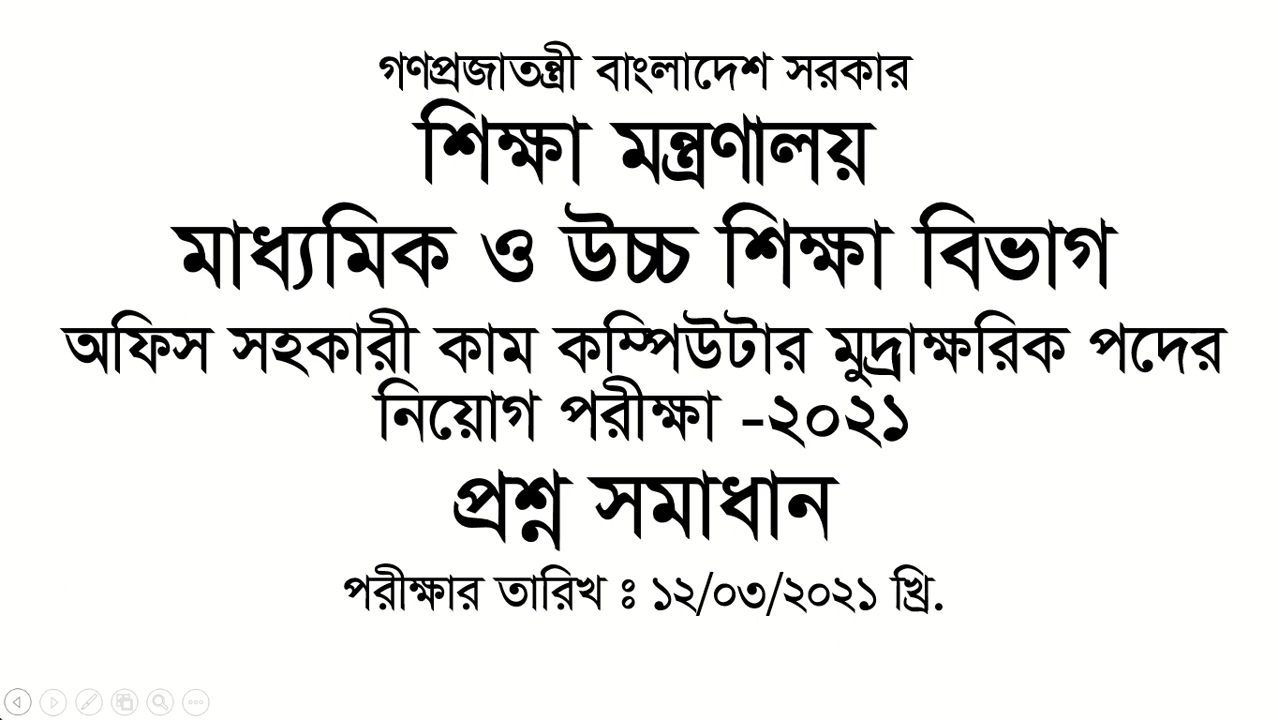 গণপ্রজাতন্ত্রী বাংলাদেশ সরকার
শিক্ষা মন্ত্রণালয়
মাধ্যমিক ও উচ্চ শিক্ষা বিভাগ
অফিস সহকারী কাম কম্পিউটার মুদ্রাক্ষরিক পদের
নিয়োগ পরীক্ষা -২০২১
প্রশ্ন সমাধান
পরীক্ষার তারিখ ঃ ১২/০৩/২০২১ খ্রি.